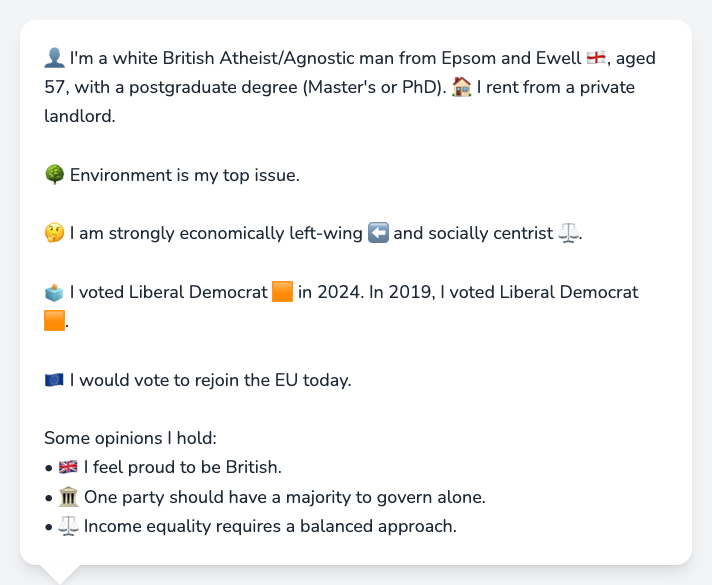 👤 I'm a white British Atheist/Agnostic man from Epsom and Ewell 🏴󠁧󠁢󠁥󠁮󠁧󠁿, aged
57, with a postgraduate degree (Master's or PhD). 🏠 I rent from a private
landlord.
🌳 Environment is my top issue.
🤔 I am strongly economically left-wing ⬅️ and socially centrist ⚖️.
🗳️ I voted Liberal Democrat 🟧 in 2024. In 2019, I voted Liberal Democrat
🟧.
🇪🇺 I would vote to rejoin the EU today.
Some opinions I hold:
• 🇬🇧 I feel proud to be British.
• 🏛️ One party should have a majority to govern alone.
• ⚖️ Income equality requires a balanced approach.